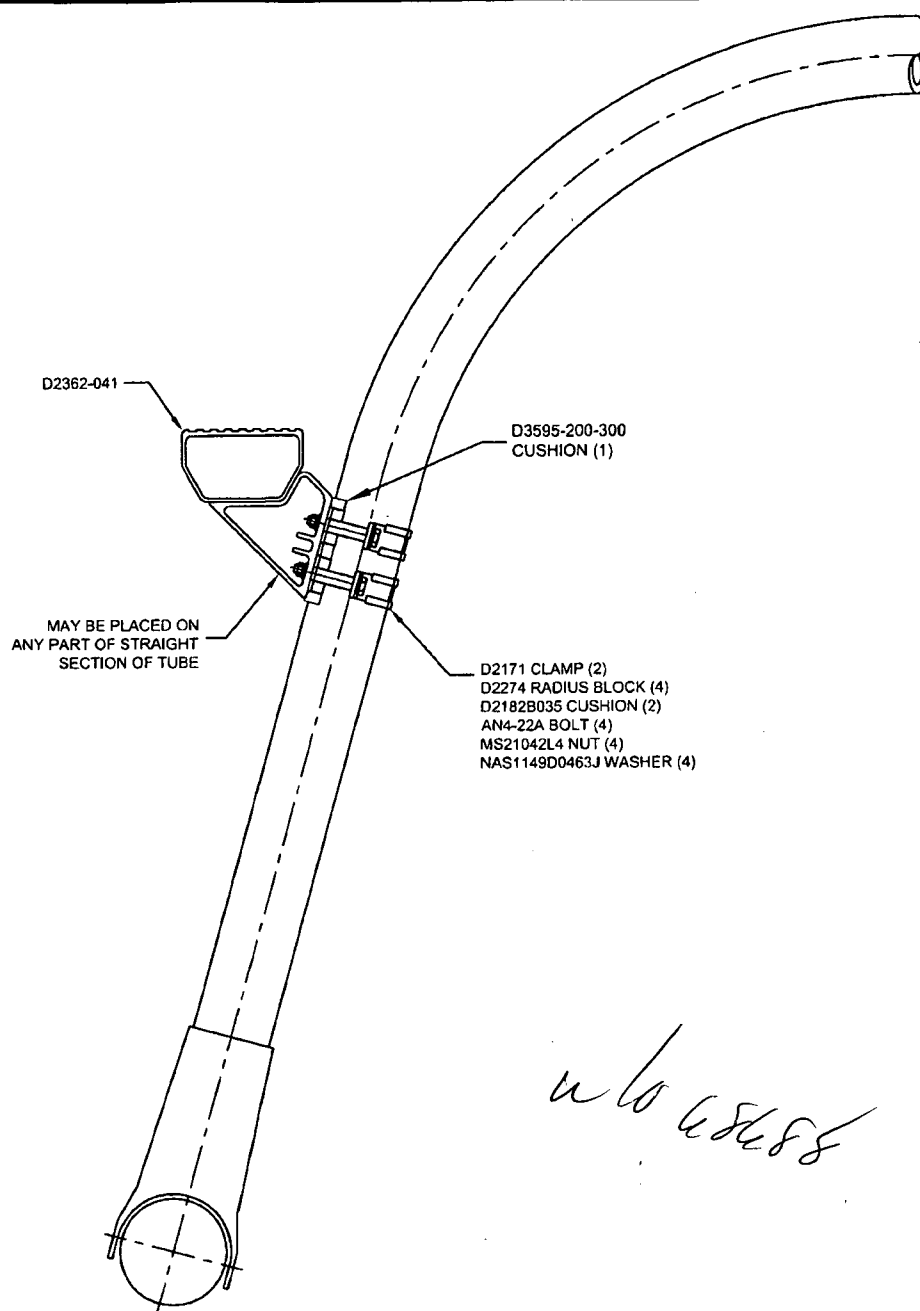 D2362-041
D3595-200-300
CUSHION (1)
MAY BE PLACED ON
ANY PART OF STRAIGHT
SECTION OF TUBE
D2171 CLAMP (2)
D2274 RADIUS BLOCK (4)
D2182B035 CUSHION (2)
AN4-22A BOLT (4)
MS21042L4 NUT (4)
NAS1149D0463J WASHER (4)
w/o